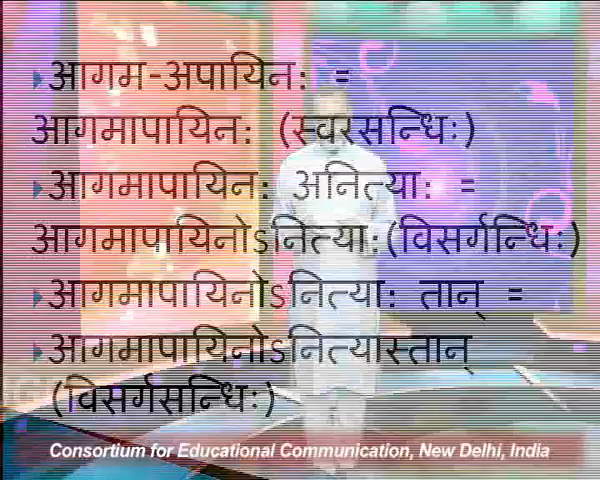 आगम-अपायिन: =
आगमापायिन: (स्वरसन्धिः)
आगमापायिन: अनित्या: =
आगमापायिनोऽनित्या:(विसर्गन्धिः)
आगमापायिनोऽनित्या: तान् =
आगमापायिनोऽनित्यास्तान्
(विसर्गसन्धिः)
Consortium for Educational Communication, New Delhi, India